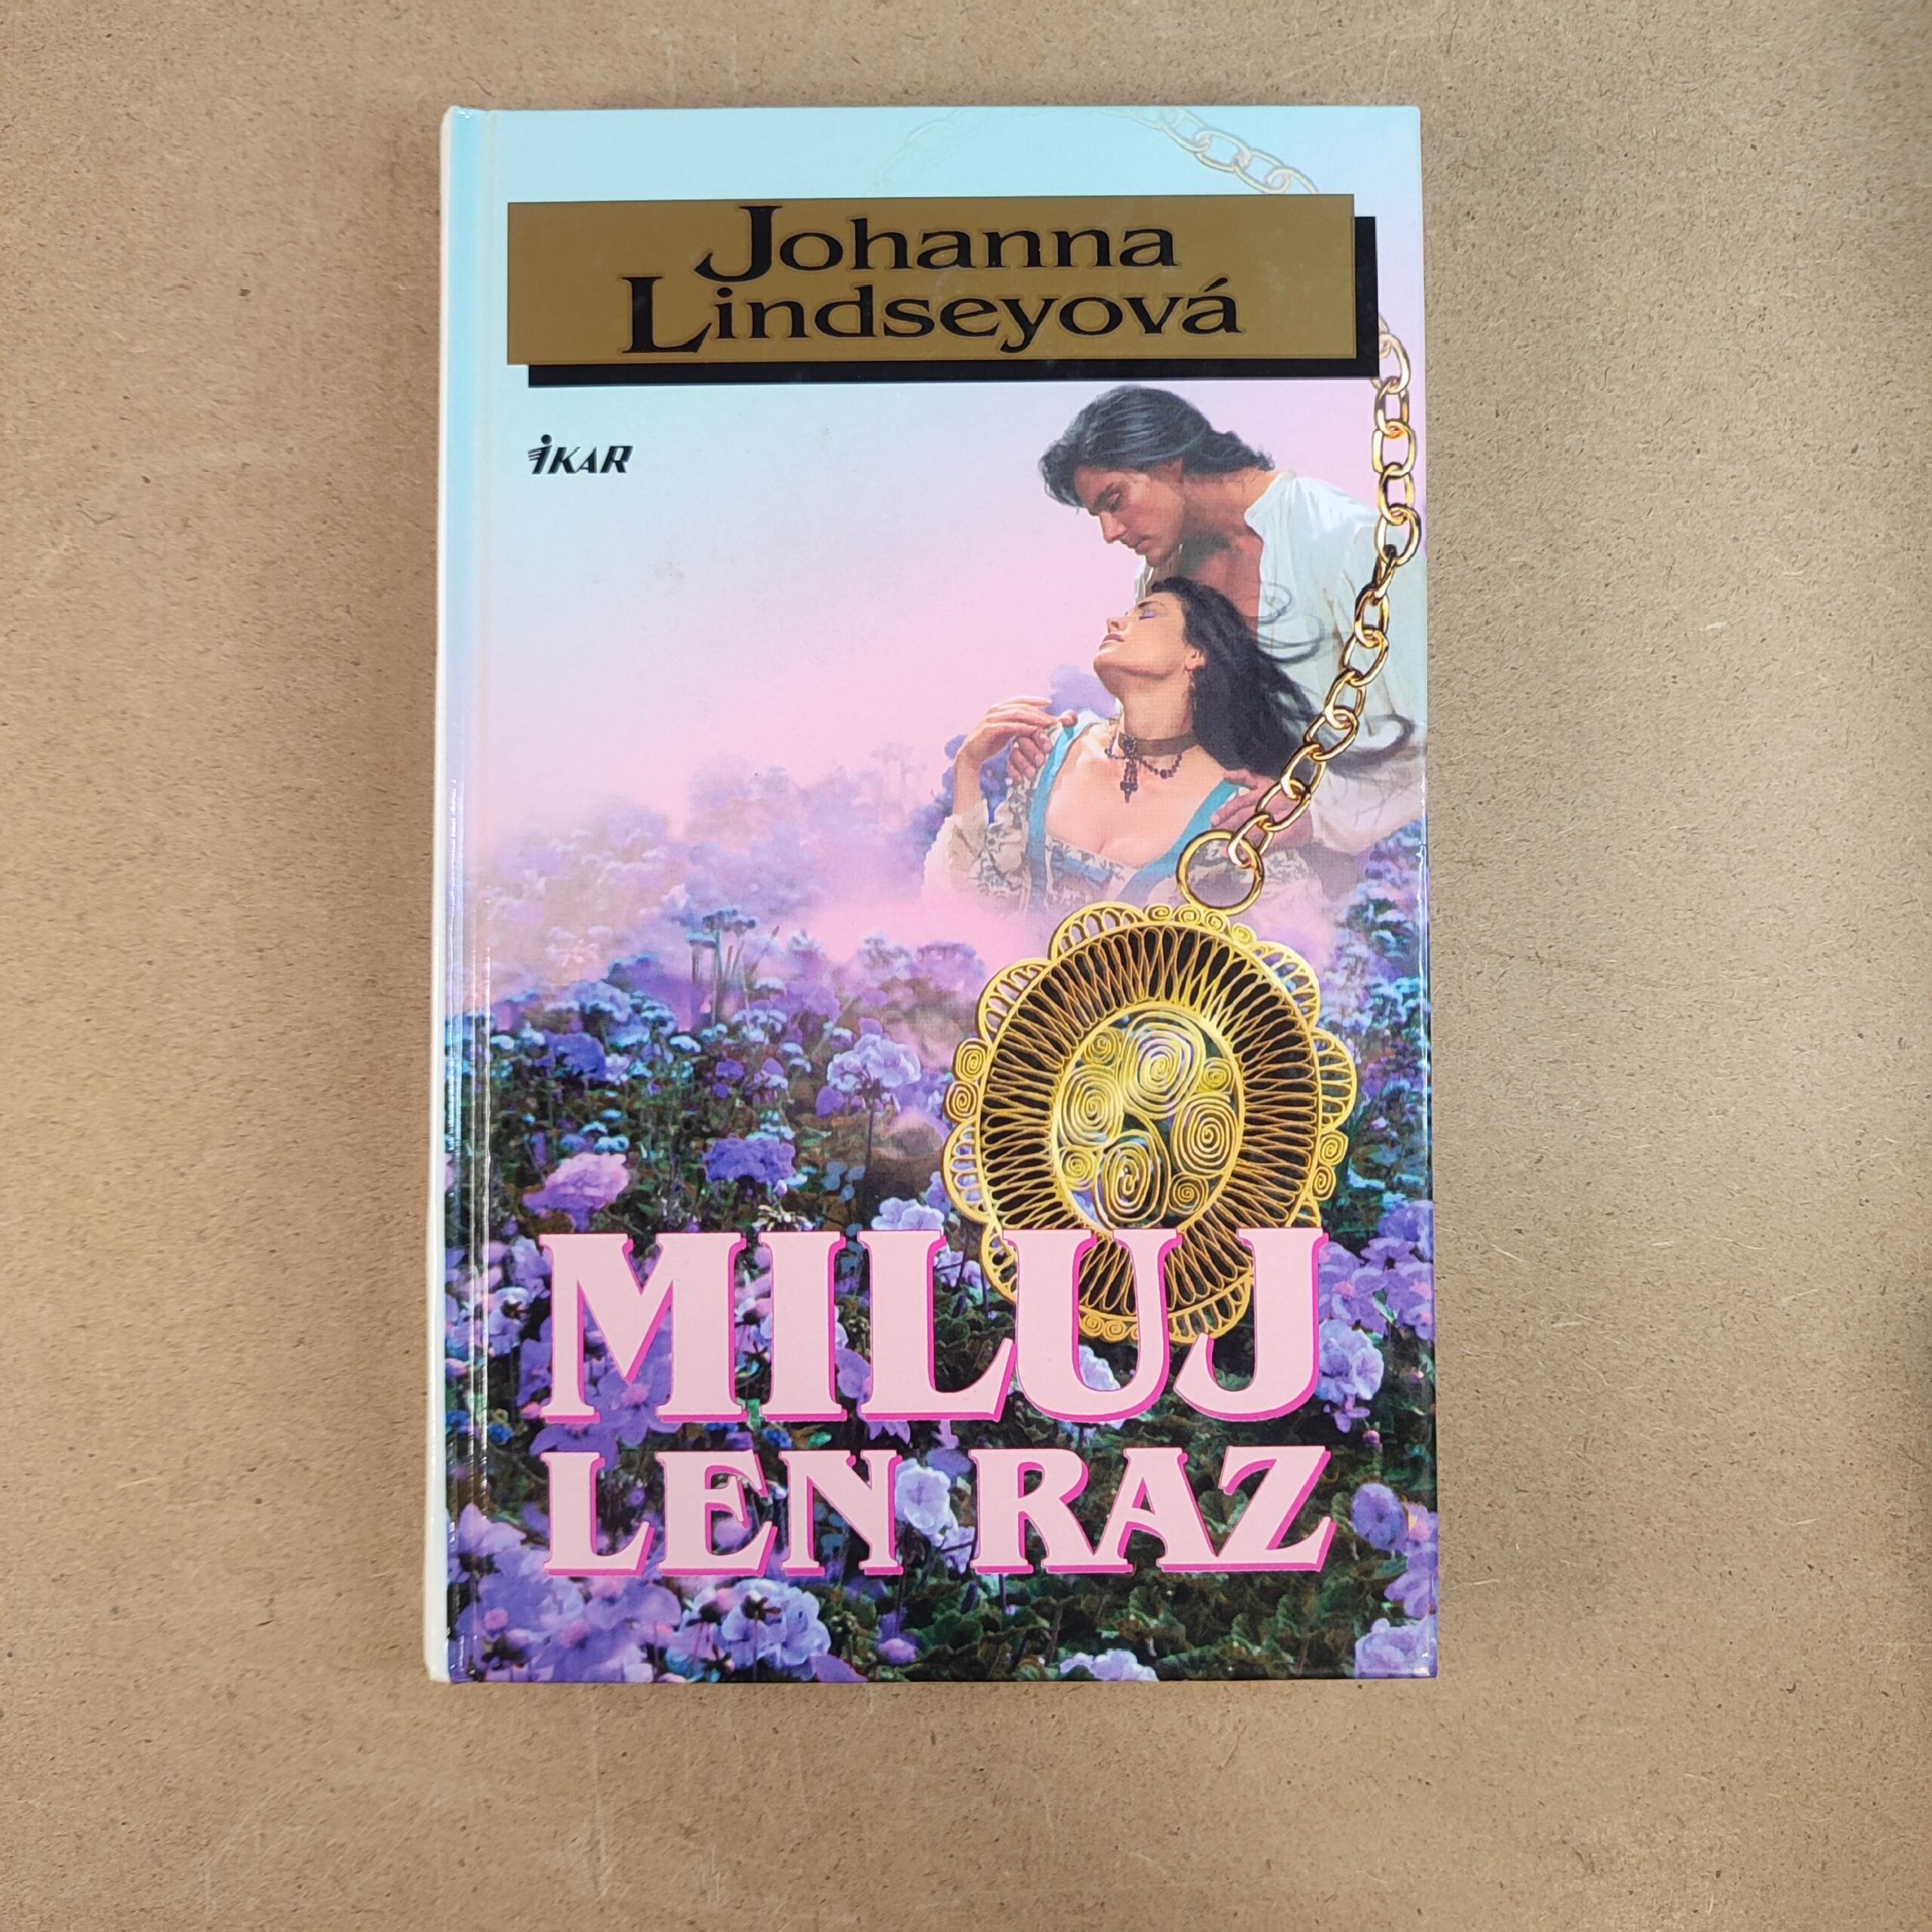 Johanna
Lindseyová
iKAR
MILUJ
LEN RAZ